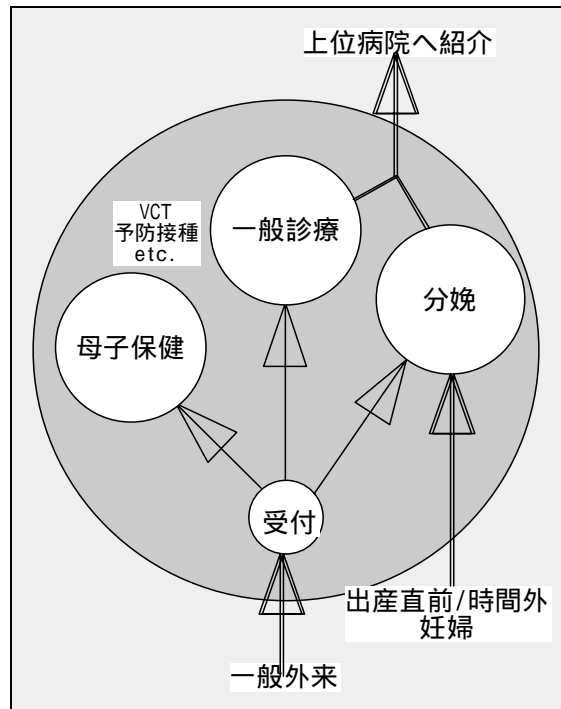 上位病院へ紹介
VCT
予防接種
etc.
一般診療
分娩
母子保健
受付
出産直前/時間外
妊婦
一般外来